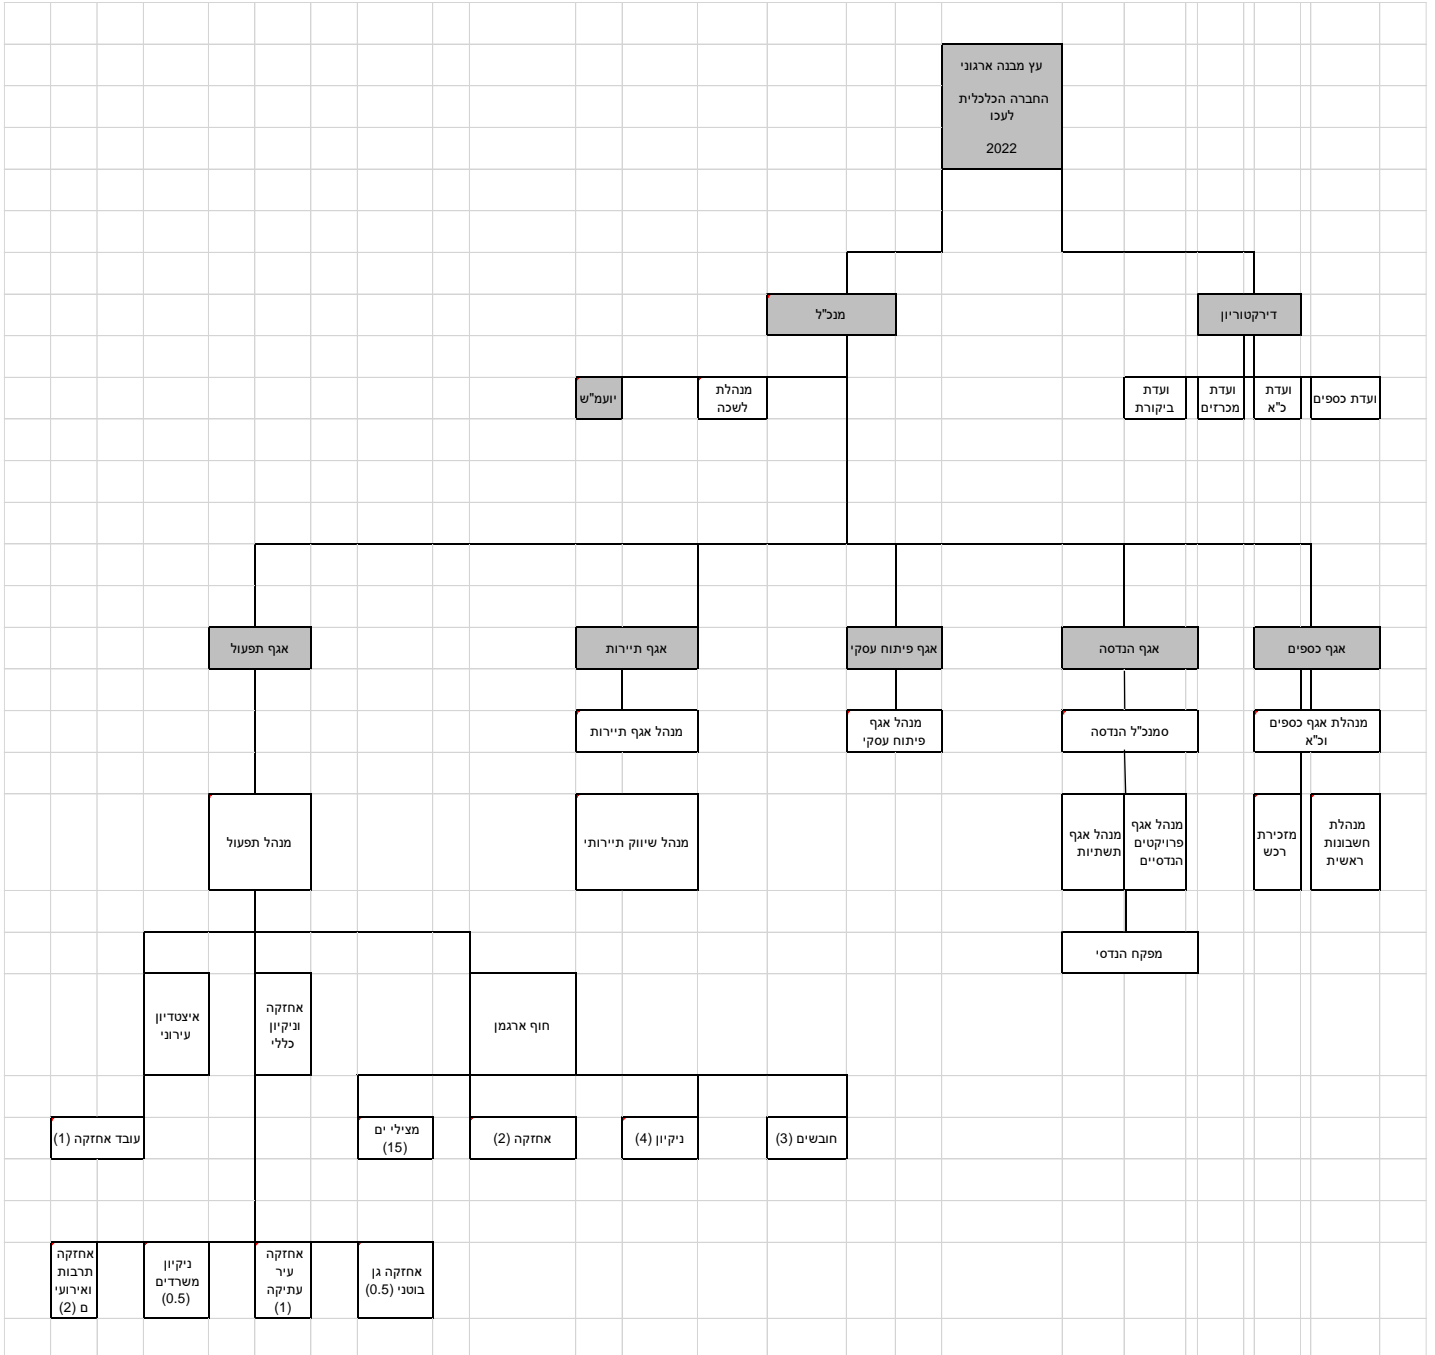 עץ מבנה ארגוני
החברה הכלכלית
לעכו
2022
דירקטוריון
מנכ"ל
ועדת כספים
ועדת
כ"א
ועדת
מכרזים
ועדת
ביקורת
מנהלת
לשכה
יועמ"ש
אגף כספים
אגף הנדסה
אגף פיתוח עסקי
אגף תיירות
אגף תפעול
מנהלת אגף כספים
וכ"א
סמנכ"ל הנדסה
מנהל אגף
פיתוח עסקי
מנהל אגף תיירות
מנהלת
חשבונות
ראשית
מזכירת
רכש
מנהל אגף
פרויקטים
הנדסיים
מנהל אגף
תשתיות
מנהל שיווק תיירותי
מנהל תפעול
מפקח הנדסי
חוף ארגמן
אחזקה
וניקיון
כללי
איצטדיון
עירוני
חובשים (3)
ניקיון (4)
אחזקה (2)
מצילי ים
(15)
עובד אחזקה (1)
אחזקה גן
בוטני (0.5)
אחזקה
עיר
עתיקה
(1)
ניקיון
משרדים
(0.5)
אחזקה
תרבות
ואירועי
ם (2)